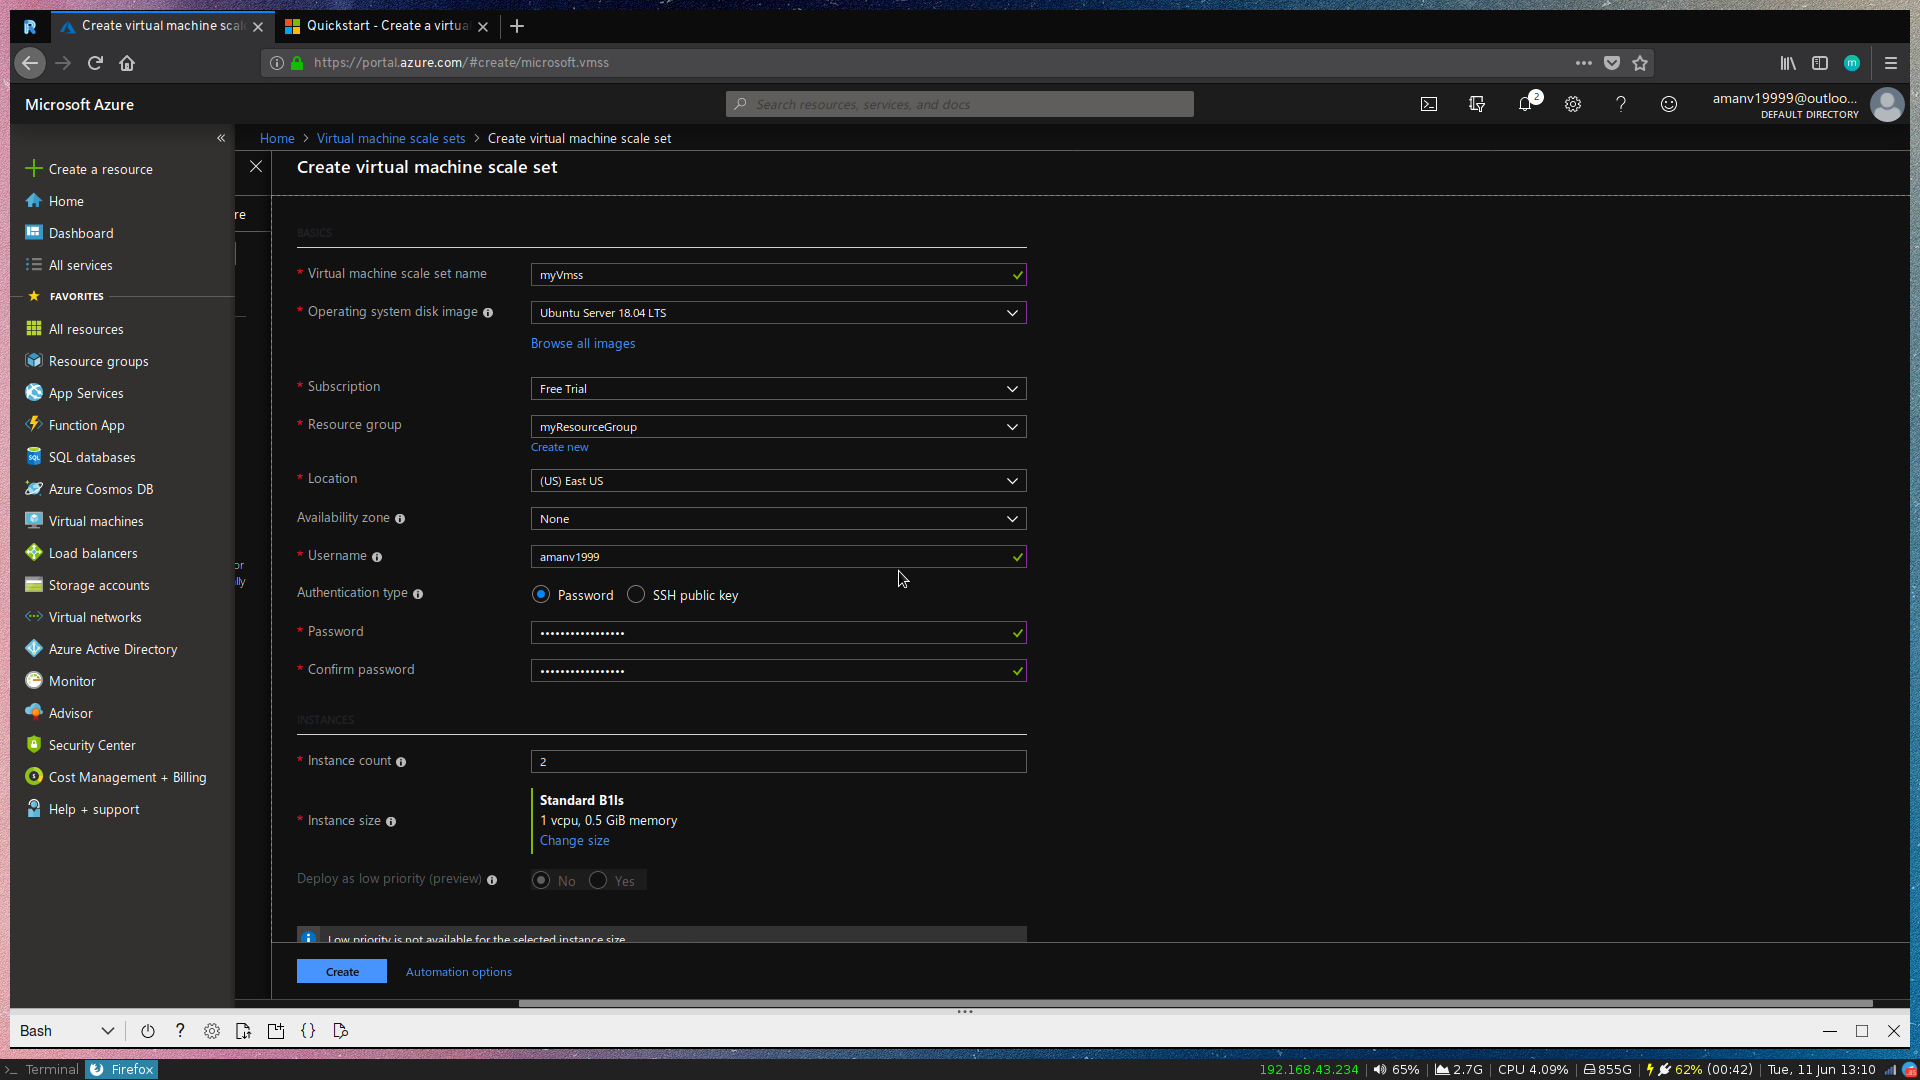 Create virtual machine scale
Quickstart - Create a virtua
https://portal.azure.com/#create/microsoft.vmss
m
Microsoft Azure
Search resources, services, and docs
2
amanv19999@outloo...
DEFAULT DIRECTORY
Home > Virtual machine scale sets > Create virtual machine scale set
Create virtual machine scale set
Create a resource
Home
Dashboard
All services
FAVORITES
All resources
Resource groups
App Services
Function App
SQL databases
Azure Cosmos DB
Virtual machines
Load balancers
Storage accounts
Virtual networks
Azure Active Directory
Monitor
Advisor
Security Center
Cost Management + Billing
Help + support
re
or
lly
BASICS
* Virtual machine scale set name myVmss
* Operating system disk image Ubuntu Server 18.04 LTS
Browse all images
* Subscription Free Trial
* Resource group myResourceGroup
Create new
* Location (US) East US
Availability zone None
* Username amanv1999
Authentication type Password SSH public key
* Password •••••••••••••••••
* Confirm password •••••••••••••••••
INSTANCES
* Instance count 2
* Instance size Standard B1ls
1 vcpu, 0.5 GiB memory
Change size
Deploy as low priority (preview) No Yes
Low priority is not available for the selected instance size
Create Automation options
Bash
Terminal Firefox
192.168.43.234 | 65% | 2.7G | CPU 4.09% | 855G | 62% (00:42) | Tue, 11 Jun 13:10